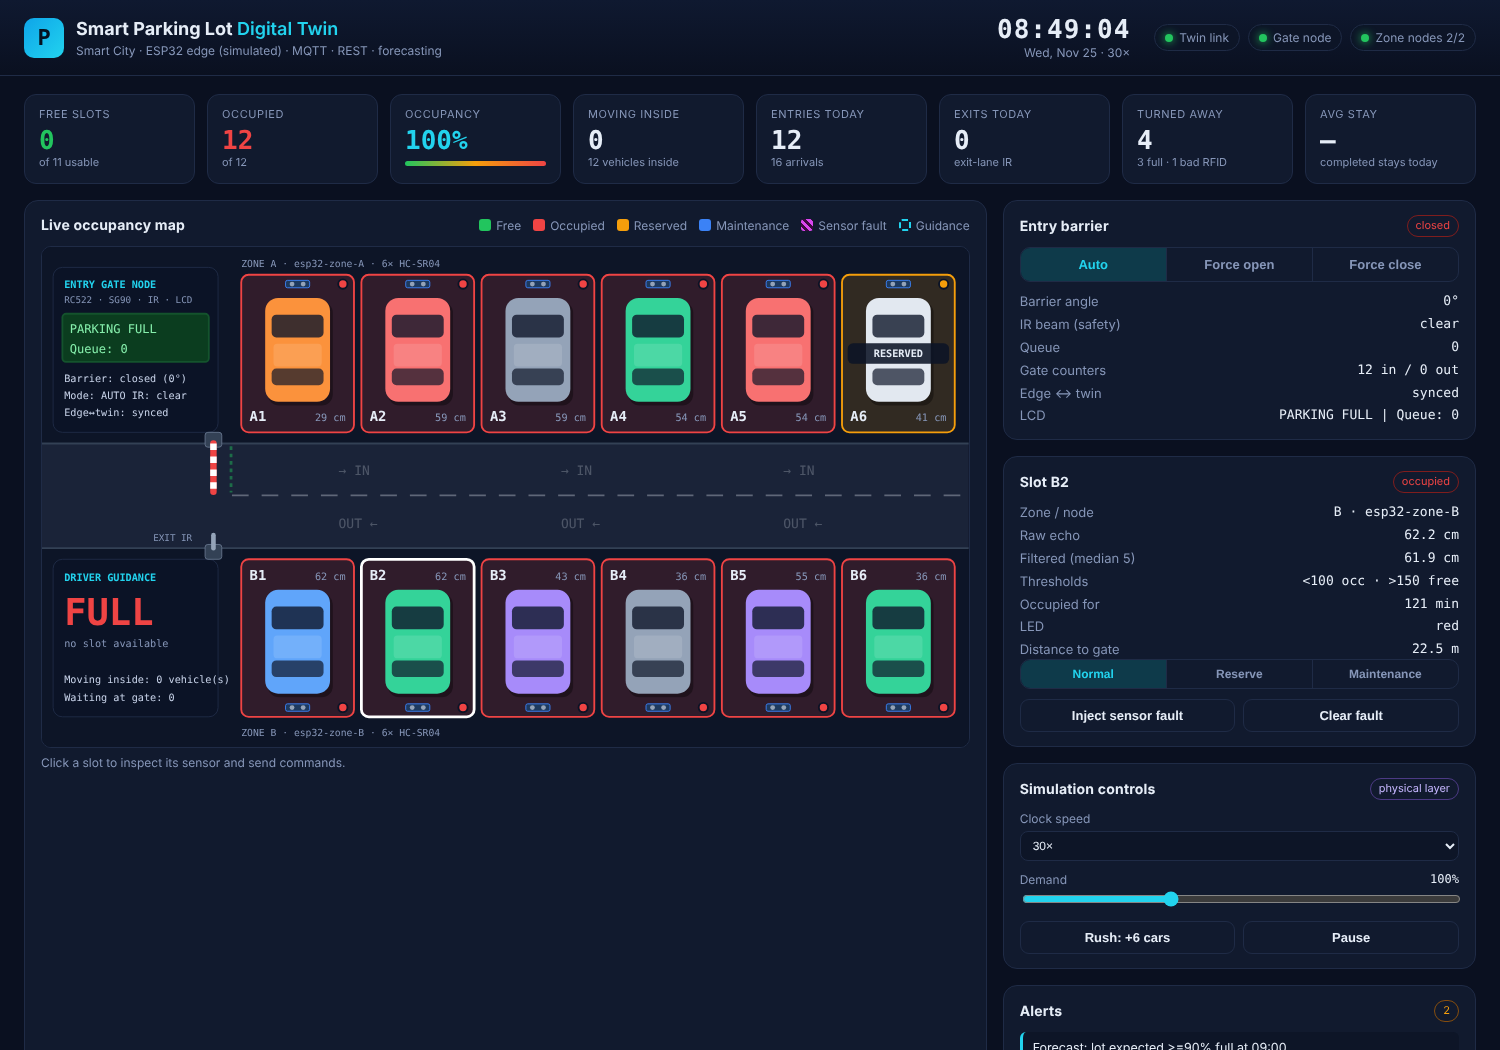 P
Smart Parking Lot Digital Twin
Smart City · ESP32 edge (simulated) · MQTT · REST · forecasting
08:49:04
Wed, Nov 25 · 30×
Twin link
Gate node
Zone nodes 2/2
FREE SLOTS
0
of 11 usable
OCCUPIED
12
of 12
OCCUPANCY
100%
MOVING INSIDE
0
12 vehicles inside
ENTRIES TODAY
12
16 arrivals
EXITS TODAY
0
exit-lane IR
TURNED AWAY
4
3 full · 1 bad RFID
AVG STAY
—
completed stays today
Live occupancy map
Free
Occupied
Reserved
Maintenance
Sensor fault
Guidance
ENTRY GATE NODE
RC522 · SG90 · IR · LCD
PARKING FULL
Queue: 0
Barrier: closed (0°)
Mode: AUTO IR: clear
Edge↔twin: synced
ZONE A · esp32-zone-A · 6× HC-SR04
A1 29 cm
A2 59 cm
A3 59 cm
A4 54 cm
A5 54 cm
RESERVED
A6 41 cm
→ IN
→ IN
→ IN
OUT ←
OUT ←
OUT ←
EXIT IR
DRIVER GUIDANCE
FULL
no slot available
Moving inside: 0 vehicle(s)
Waiting at gate: 0
B1 62 cm
B2 62 cm
B3 43 cm
B4 36 cm
B5 55 cm
B6 36 cm
ZONE B · esp32-zone-B · 6× HC-SR04
Click a slot to inspect its sensor and send commands.
Entry barrier
closed
Auto
Force open
Force close
Barrier angle 0°
IR beam (safety) clear
Queue 0
Gate counters 12 in / 0 out
Edge ↔ twin synced
LCD PARKING FULL | Queue: 0
Slot B2
occupied
Zone / node B · esp32-zone-B
Raw echo 62.2 cm
Filtered (median 5) 61.9 cm
Thresholds <100 occ · >150 free
Occupied for 121 min
LED red
Distance to gate 22.5 m
Normal
Reserve
Maintenance
Inject sensor fault
Clear fault
Simulation controls
physical layer
Clock speed
30×
Demand 100%
Rush: +6 cars
Pause
Alerts
2
Forecast: lot expected >=90% full at 09:00